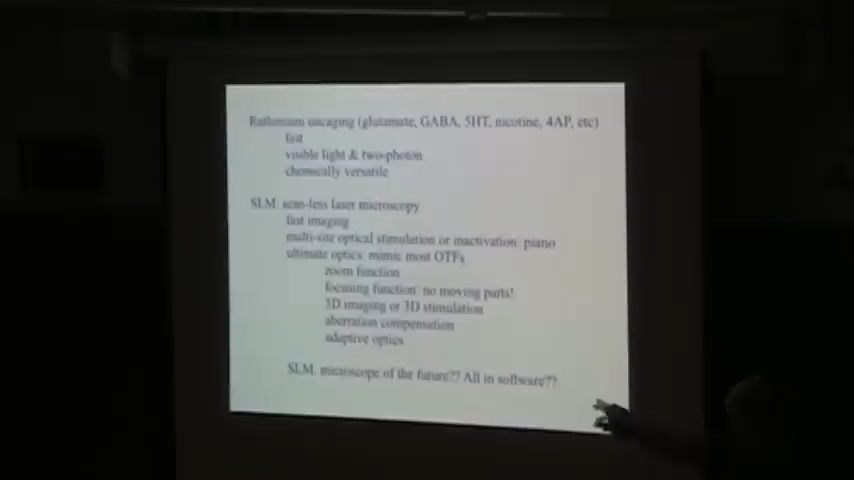 Ruthenium uncaging (glutamate, GABA, 5HT, nicotine, 4AP, etc)
fast
visible light & two-photon
chemically versatile
SLM: scan-less laser microscopy
fast imaging
multi-site optical stimulation or inactivation: piano
ultimate optics: mimic most OTFs
zoom function
focusing function: no moving parts!
3D imaging or 3D stimulation
aberration compensation
adaptive optics
SLM: microscope of the future?? All in software??